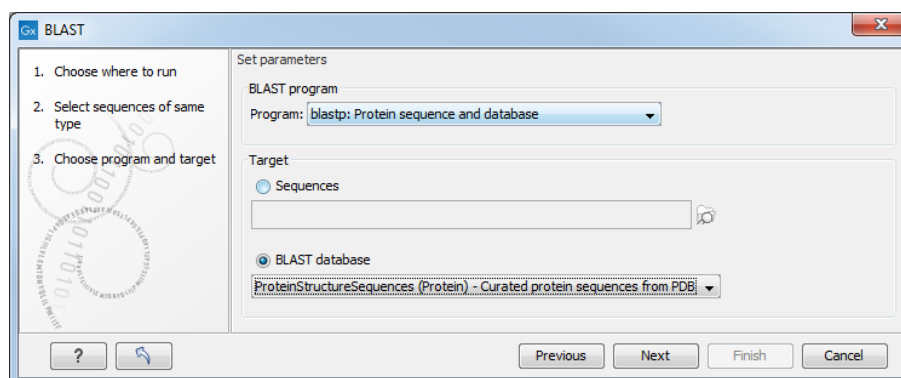 Gx BLAST
1. Choose where to run
2. Select sequences of same
type
3. Choose program and target
Set parameters
BLAST program
Program: blastp: Protein sequence and database
Target
Sequences
BLAST database
ProteinStructureSequences (Protein) - Curated protein sequences from PDB
?
Previous
Next
Finish
Cancel